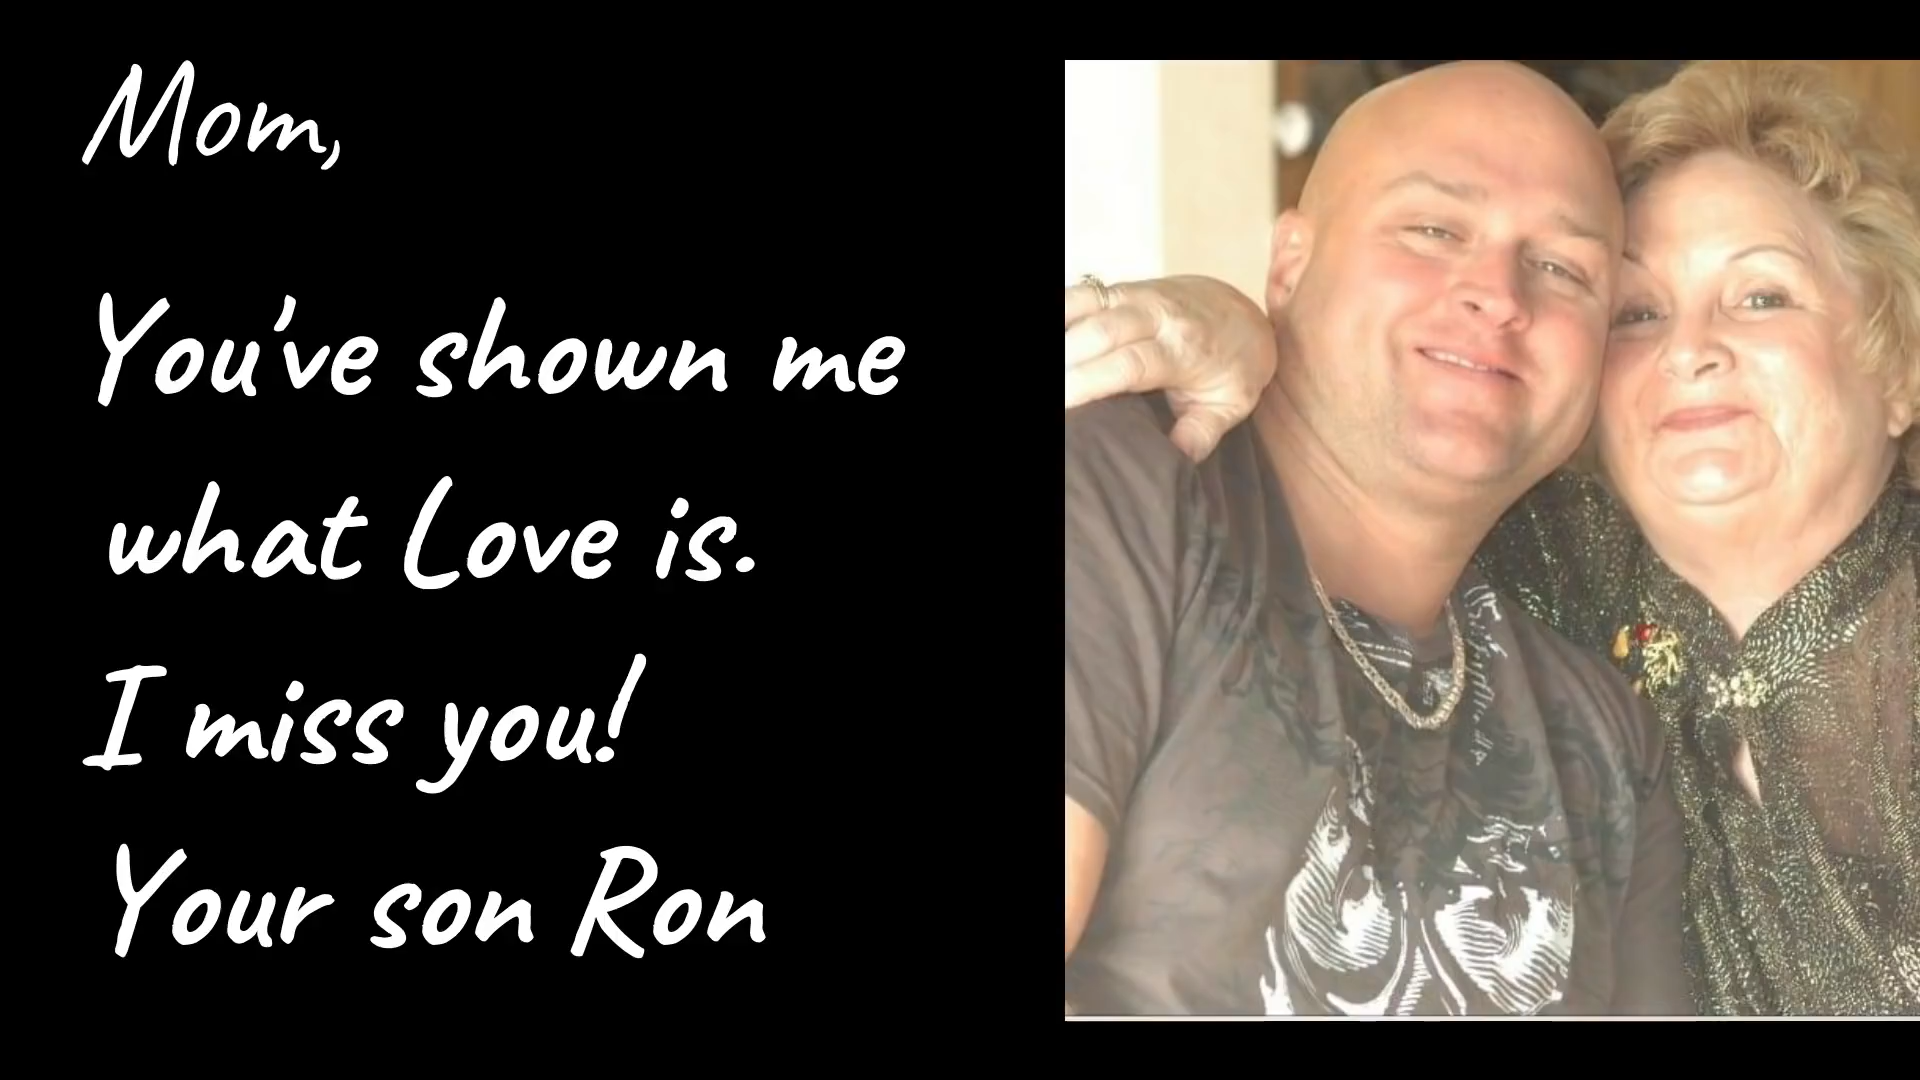 Mom,
You've shown me
what Love is.
I miss you!
Your son Ron